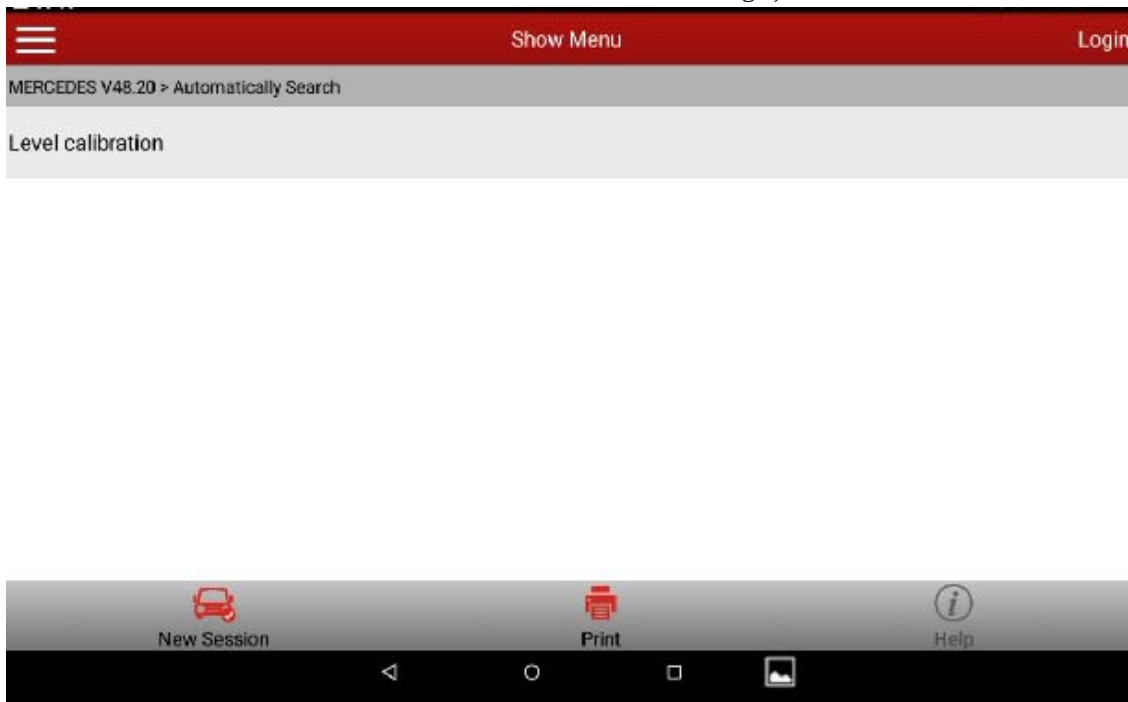 Show Menu
Login
MERCEDES V48.20 > Automatically Search
Level calibration
New Session
Print
Help